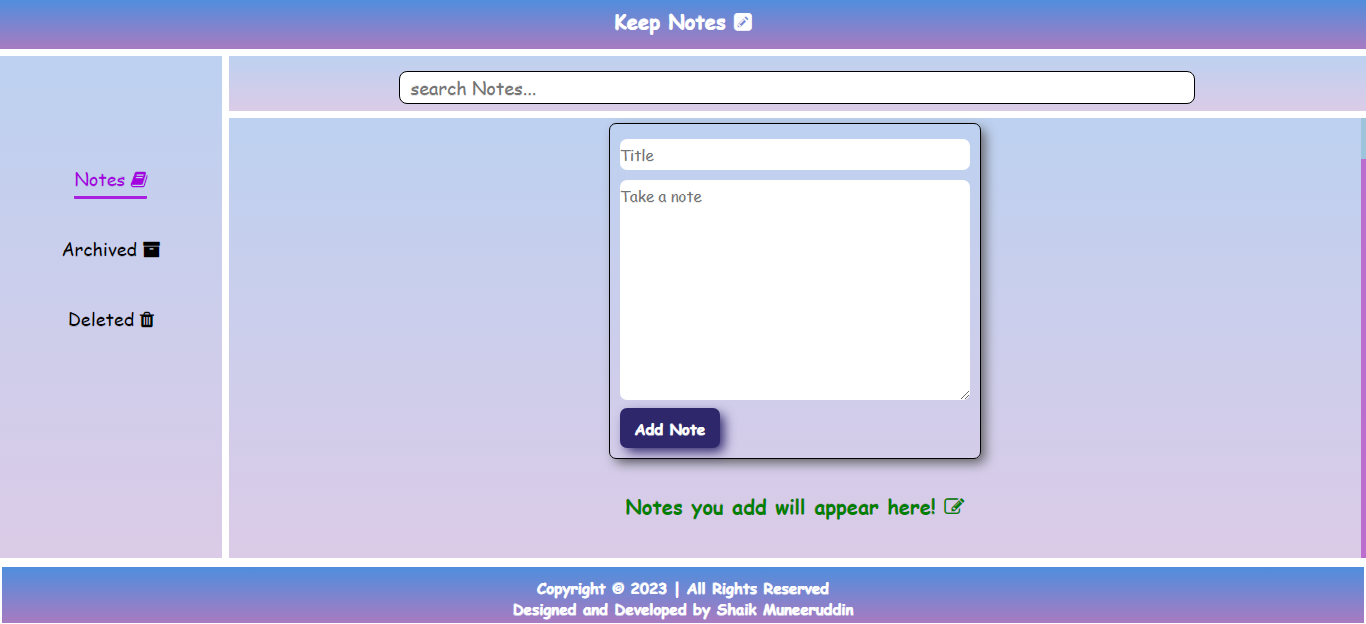 Keep Notes
search Notes...
Notes
Archived
Deleted
Title
Take a note
Add Note
Notes you add will appear here!
Copyright © 2023 | All Rights Reserved
Designed and Developed by Shaik Muneeruddin